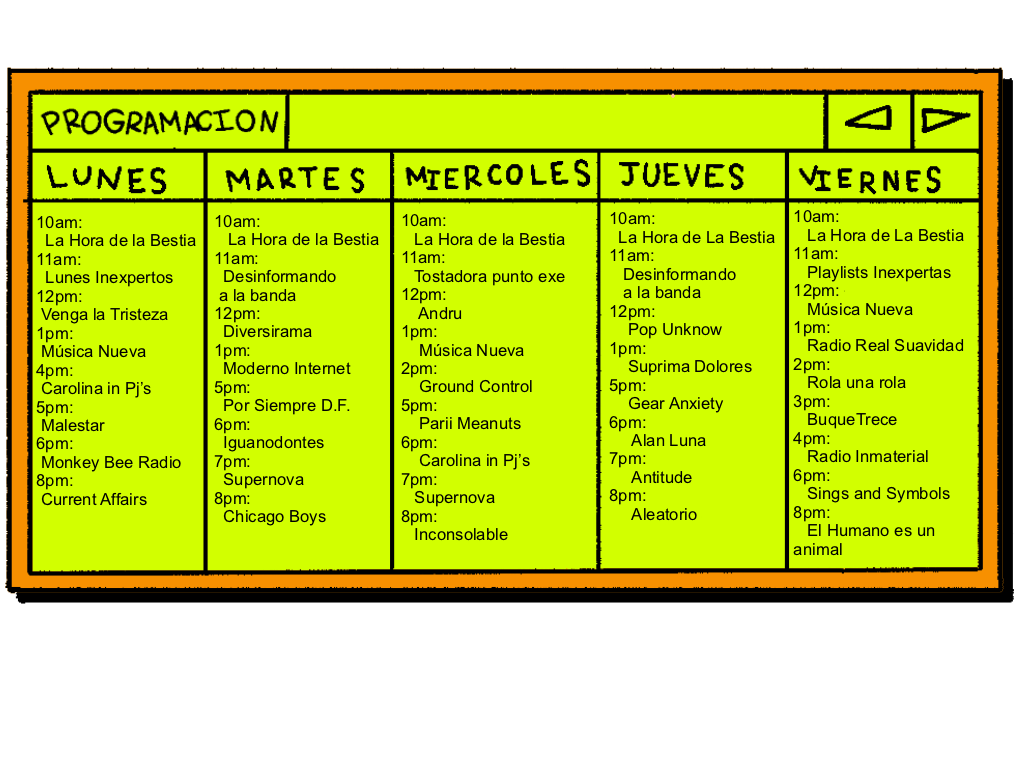 PROGRAMACION
LUNES
10am:
La Hora de la Bestia
11am:
Lunes Inexpertos
12pm:
Venga la Tristeza
1pm:
Música Nueva
4pm:
Carolina in Pj's
5pm:
Malestar
6pm:
Monkey Bee Radio
8pm:
Current Affairs
MARTES
10am:
La Hora de la Bestia
11am:
Desinformando
a la banda
12pm:
Diversirama
1pm:
Moderno Internet
5pm:
Por Siempre D.F.
6pm:
Iguanodontes
7pm:
Supernova
8pm:
Chicago Boys
MIERCOLES
10am:
La Hora de la Bestia
11am:
Tostadora punto exe
12pm:
Andru
1pm:
Música Nueva
2pm:
Ground Control
5pm:
Parii Meanuts
6pm:
Carolina in Pj's
7pm:
Supernova
8pm:
Inconsolable
JUEVES
10am:
La Hora de La Bestia
11am:
Desinformando
a la banda
12pm:
Pop Unknow
1pm:
Suprima Dolores
5pm:
Gear Anxiety
6pm:
Alan Luna
7pm:
Antitude
8pm:
Aleatorio
VIERNES
10am:
La Hora de La Bestia
11am:
Playlists Inexpertas
12pm:
Música Nueva
1pm:
Radio Real Suavidad
2pm:
Rola una rola
3pm:
BuqueTrece
4pm:
Radio Inmaterial
6pm:
Sings and Symbols
8pm:
El Humano es un
animal